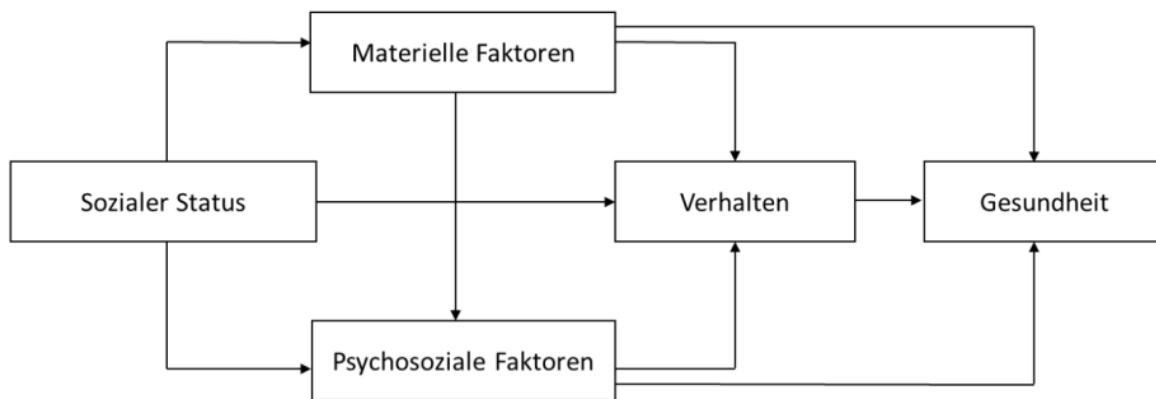 Materielle Faktoren
Sozialer Status
Verhalten
Gesundheit
Psychosoziale Faktoren